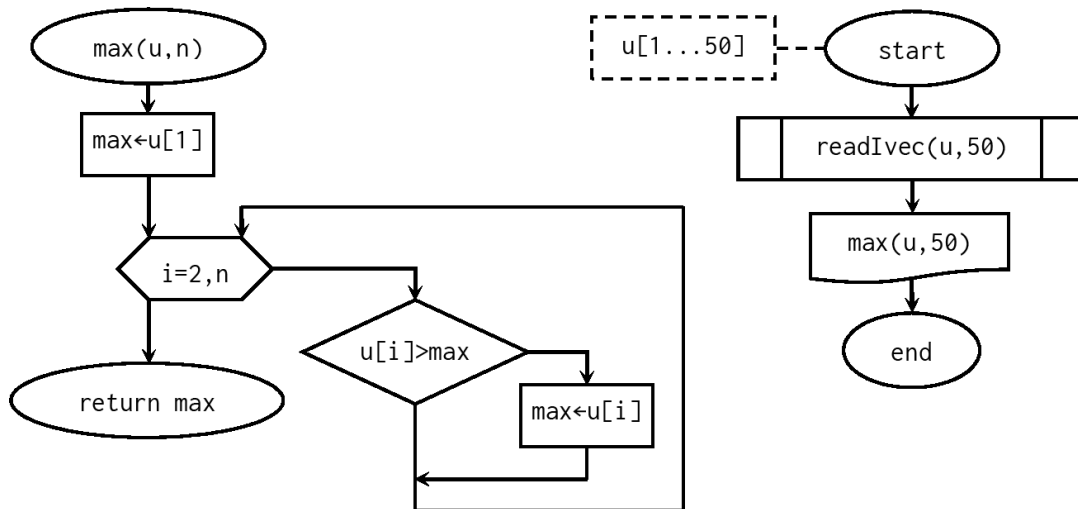 max(u,n)
max←u[1]
i=2,n
u[i]>max
max←u[i]
return max
u[1...50]
start
readIvec(u,50)
max(u,50)
end